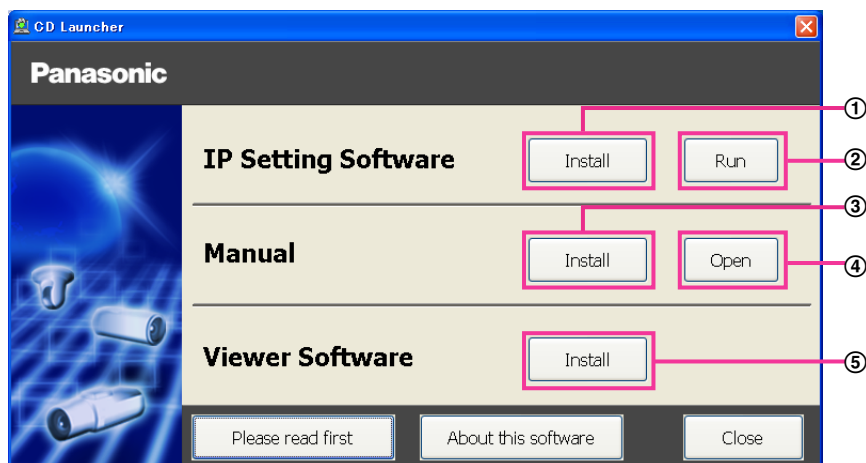 CD Launcher
Panasonic
①
IP Setting Software Install Run ②
③
Manual Install Open ④
Viewer Software Install ⑤
Please read first About this software Close